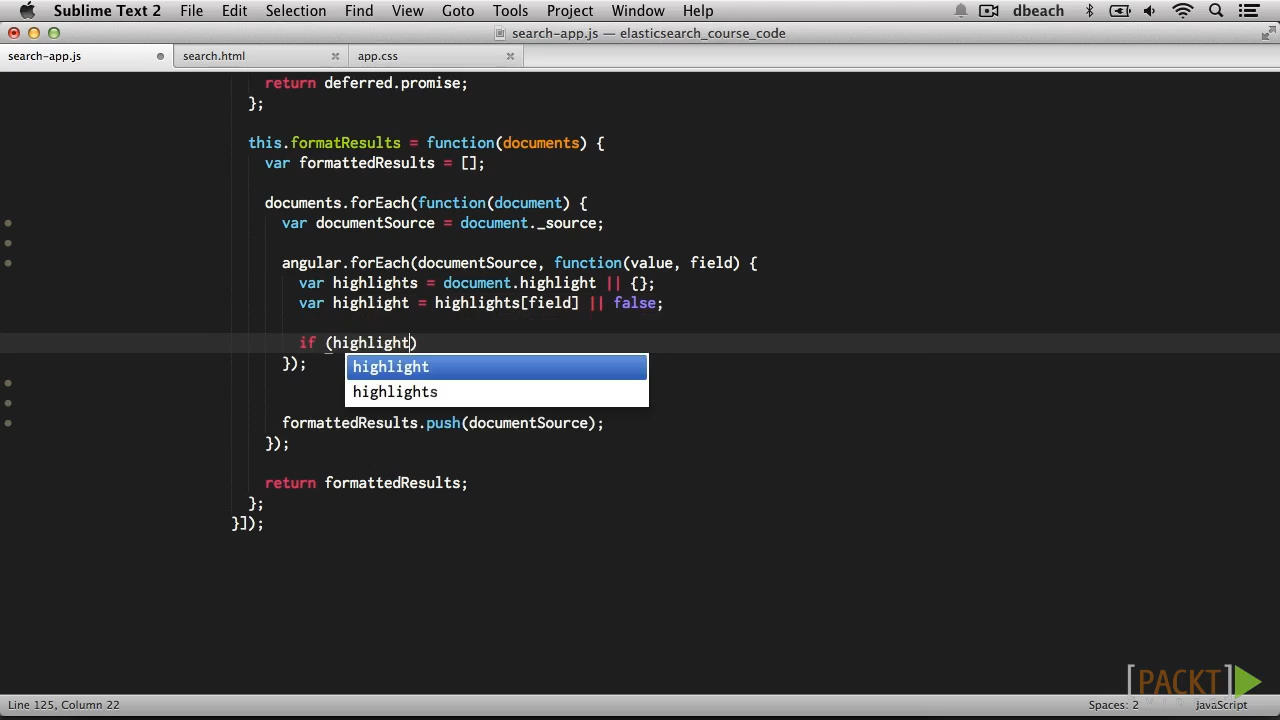 Sublime Text 2 File Edit Selection Find View Goto Tools Project Window Help dbeach
search-app.js — elasticsearch_course_code
search-app.js search.html app.css
return deferred.promise;
};
this.formatResults = function(documents) {
var formattedResults = [];
documents.forEach(function(document) {
var documentSource = document._source;
angular.forEach(documentSource, function(value, field) {
var highlights = document.highlight || {};
var highlight = highlights[field] || false;
if (highlight)
highlight
});
highlights
formattedResults.push(documentSource);
});
return formattedResults;
};
}]);
[PACKT]
VIDEO
Line 125, Column 22 Spaces: 2 JavaScript